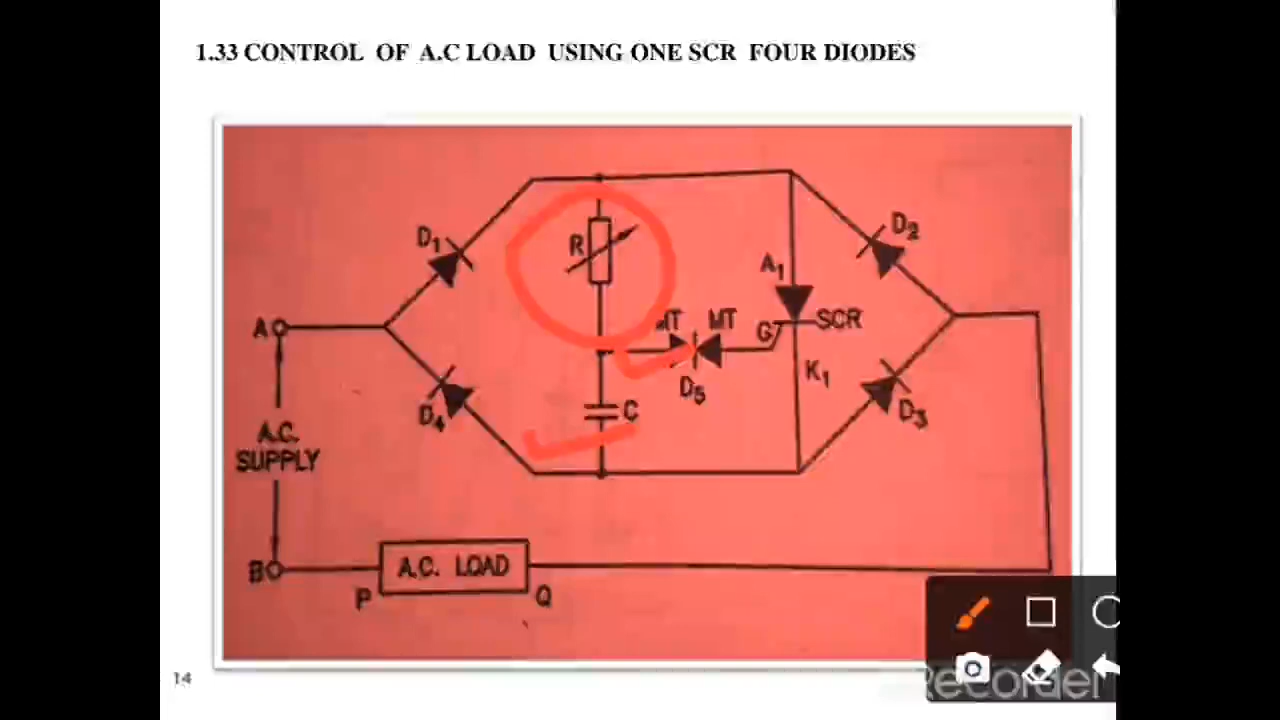 1.33 CONTROL OF A.C LOAD USING ONE SCR FOUR DIODES
D1
R
D2
A1
MT
MT
G
SCR
A
K1
D5
C
D4
D3
A.C.
SUPPLY
B
A.C. LOAD
P
Q
14
Recorder